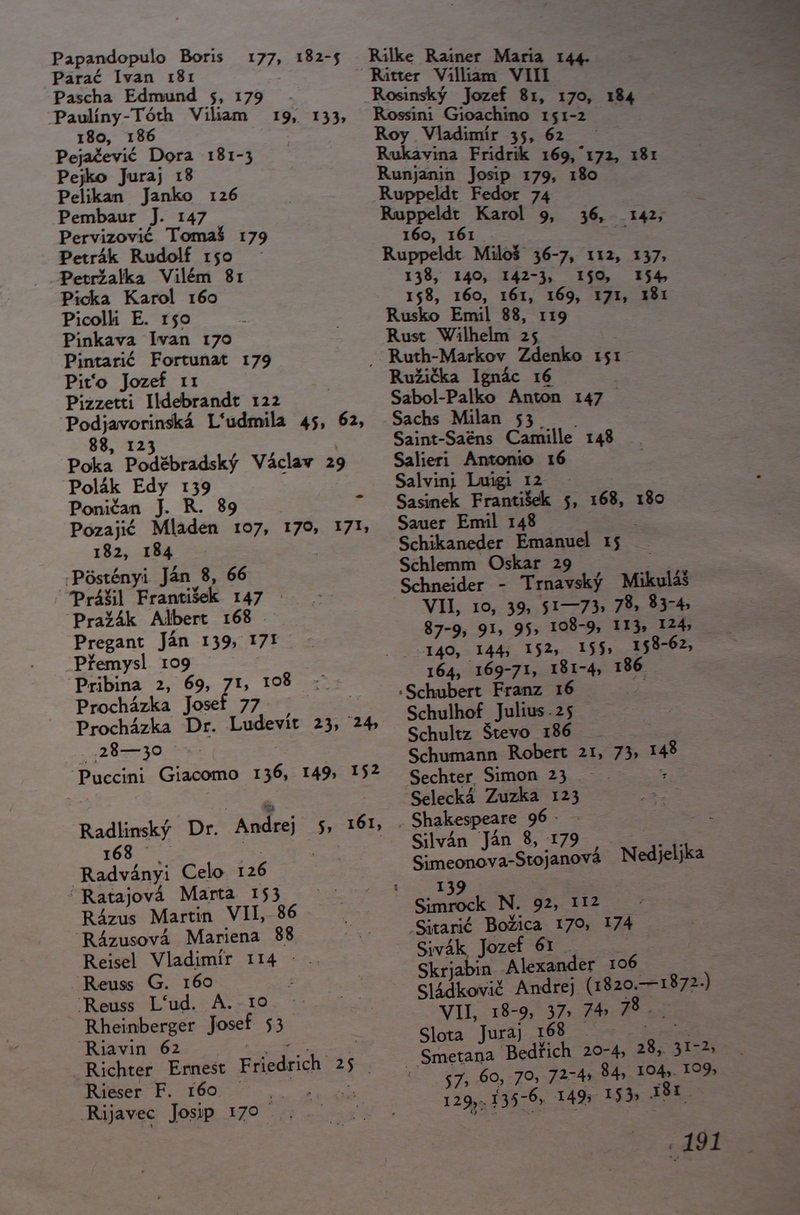 Papandopulo Boris 177, 182-5
Parać Ivan 181
Pascha Edmund 5, 179
Paulíny-Tóth Viliam 19, 133,
180, 186
Pejačević Dora 181-3
Pejko Juraj 18
Pelikan Janko 126
Pembaur J. 147
Pervizović Tomaš 179
Petrák Rudolf 150
Petržalka Vilém 81
Picka Karol 160
Picolli E. 150
Pinkava Ivan 170
Pintarić Fortunat 179
Piťo Jozef 11
Pizzetti Ildebrandt 122
Podjavorinská Ľudmila 45, 62,
88, 123
Poka Poděbradský Václav 29
Polák Edy 139
Poničan J. R. 89
Pozajić Mladen 107, 170, 171,
182, 184
Pöstényi Ján 8, 66
Prášil František 147
Pražák Albert 168
Pregant Ján 139, 171
Přemysl 109
Pribina 2, 69, 71, 108
Procházka Josef 77
Procházka Dr. Ludevít 23, 24,
28—30
Puccini Giacomo 136, 149, 152
Radlinský Dr. Andrej 5, 161,
168
Radványi Celo 126
Ratajová Marta 153
Rázus Martin VII, 86
Rázusová Mariena 88
Reisel Vladimír 114
Reuss G. 160
Reuss Ľud. A. 10
Rheinberger Josef 53
Riavin 62
Richter Ernest Friedrich 25
Rieser F. 160
Rijavec Josip 170
Rilke Rainer Maria 144.
Ritter Villiam VIII
Rosinský Jozef 81, 170, 184
Rossini Gioachino 151-2
Roy Vladimír 35, 62
Rukavina Fridrik 169, 172, 181
Runjanin Josip 179, 180
Ruppeldt Fedor 74
Ruppeldt Karol 9, 36, 142,
160, 161
Ruppeldt Miloš 36-7, 112, 137,
138, 140, 142-3, 150, 154,
158, 160, 161, 169, 171, 181
Rusko Emil 88, 119
Rust Wilhelm 25
Ruth-Markov Zdenko 151
Ružička Ignác 16
Sabol-Palko Anton 147
Sachs Milan 53
Saint-Saëns Camille 148
Salieri Antonio 16
Salvini Luigi 12
Sasinek František 5, 168, 180
Sauer Emil 148
Schikaneder Emanuel 15
Schlemm Oskar 29
Schneider - Trnavský Mikuláš
VII, 10, 39, 51—73, 78, 83-4,
87-9, 91, 95, 108-9, 113, 124,
140, 144, 152, 155, 158-62,
164, 169-71, 181-4, 186
Schubert Franz 16
Schulhof Julius 25
Schultz Števo 186
Schumann Robert 21, 73, 148
Sechter Simon 23
Selecká Zuzka 123
Shakespeare 96
Silván Ján 8, 179
Simeonova-Stojanová Nedjeljka
139
Simrock N. 92, 112
Sitarić Božica 170, 174
Sivák Jozef 61
Skrjabin Alexander 106
Sládkovič Andrej (1820.—1872.)
VII, 18-9, 37, 74, 78
Slota Juraj 168
Smetana Bedřich 20-4, 28, 31-2,
57, 60, 70, 72-4, 84, 104, 109,
129, 135-6, 149, 153, 181
191